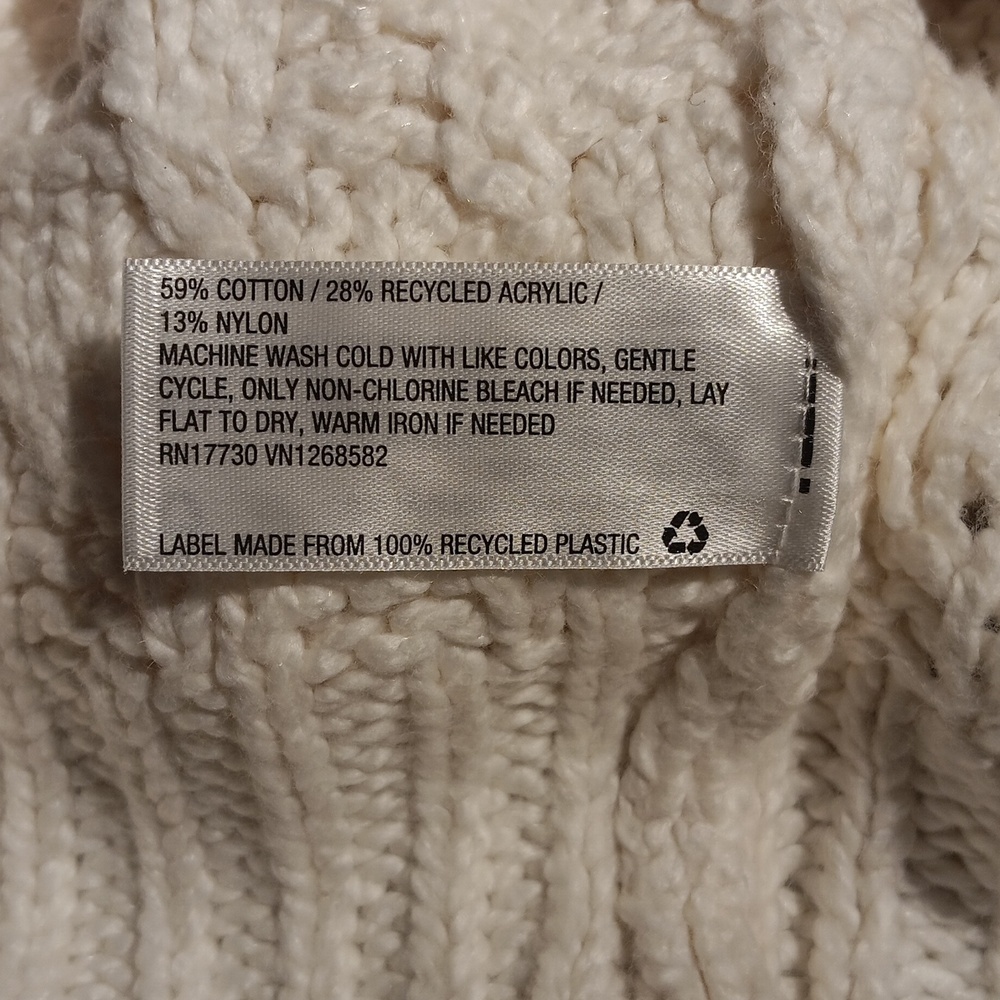 59% COTTON / 28% RECYCLED ACRYLIC /
13% NYLON
MACHINE WASH COLD WITH LIKE COLORS, GENTLE
CYCLE, ONLY NON-CHLORINE BLEACH IF NEEDED, LAY
FLAT TO DRY, WARM IRON IF NEEDED
RN17730 VN1268582
LABEL MADE FROM 100% RECYCLED PLASTIC